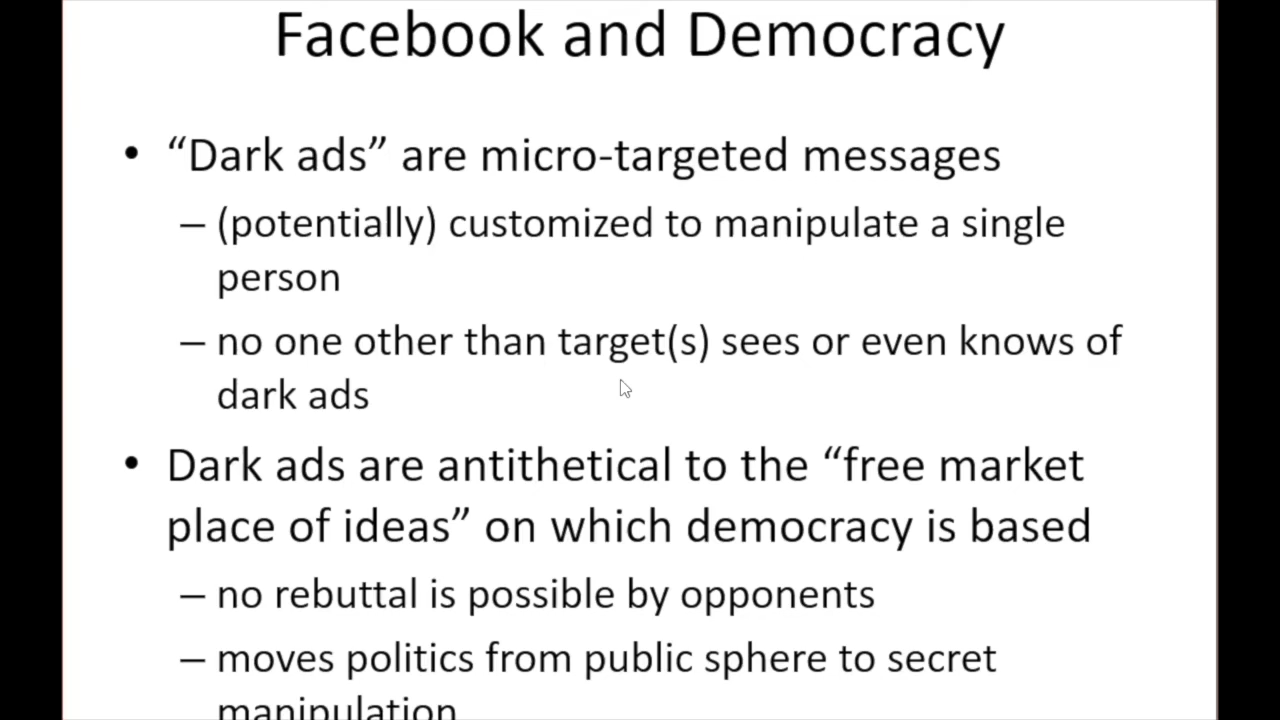 Facebook and Democracy
• “Dark ads” are micro-targeted messages
– (potentially) customized to manipulate a single
person
– no one other than target(s) sees or even knows of
dark ads
• Dark ads are antithetical to the “free market
place of ideas” on which democracy is based
– no rebuttal is possible by opponents
– moves politics from public sphere to secret
manipulation